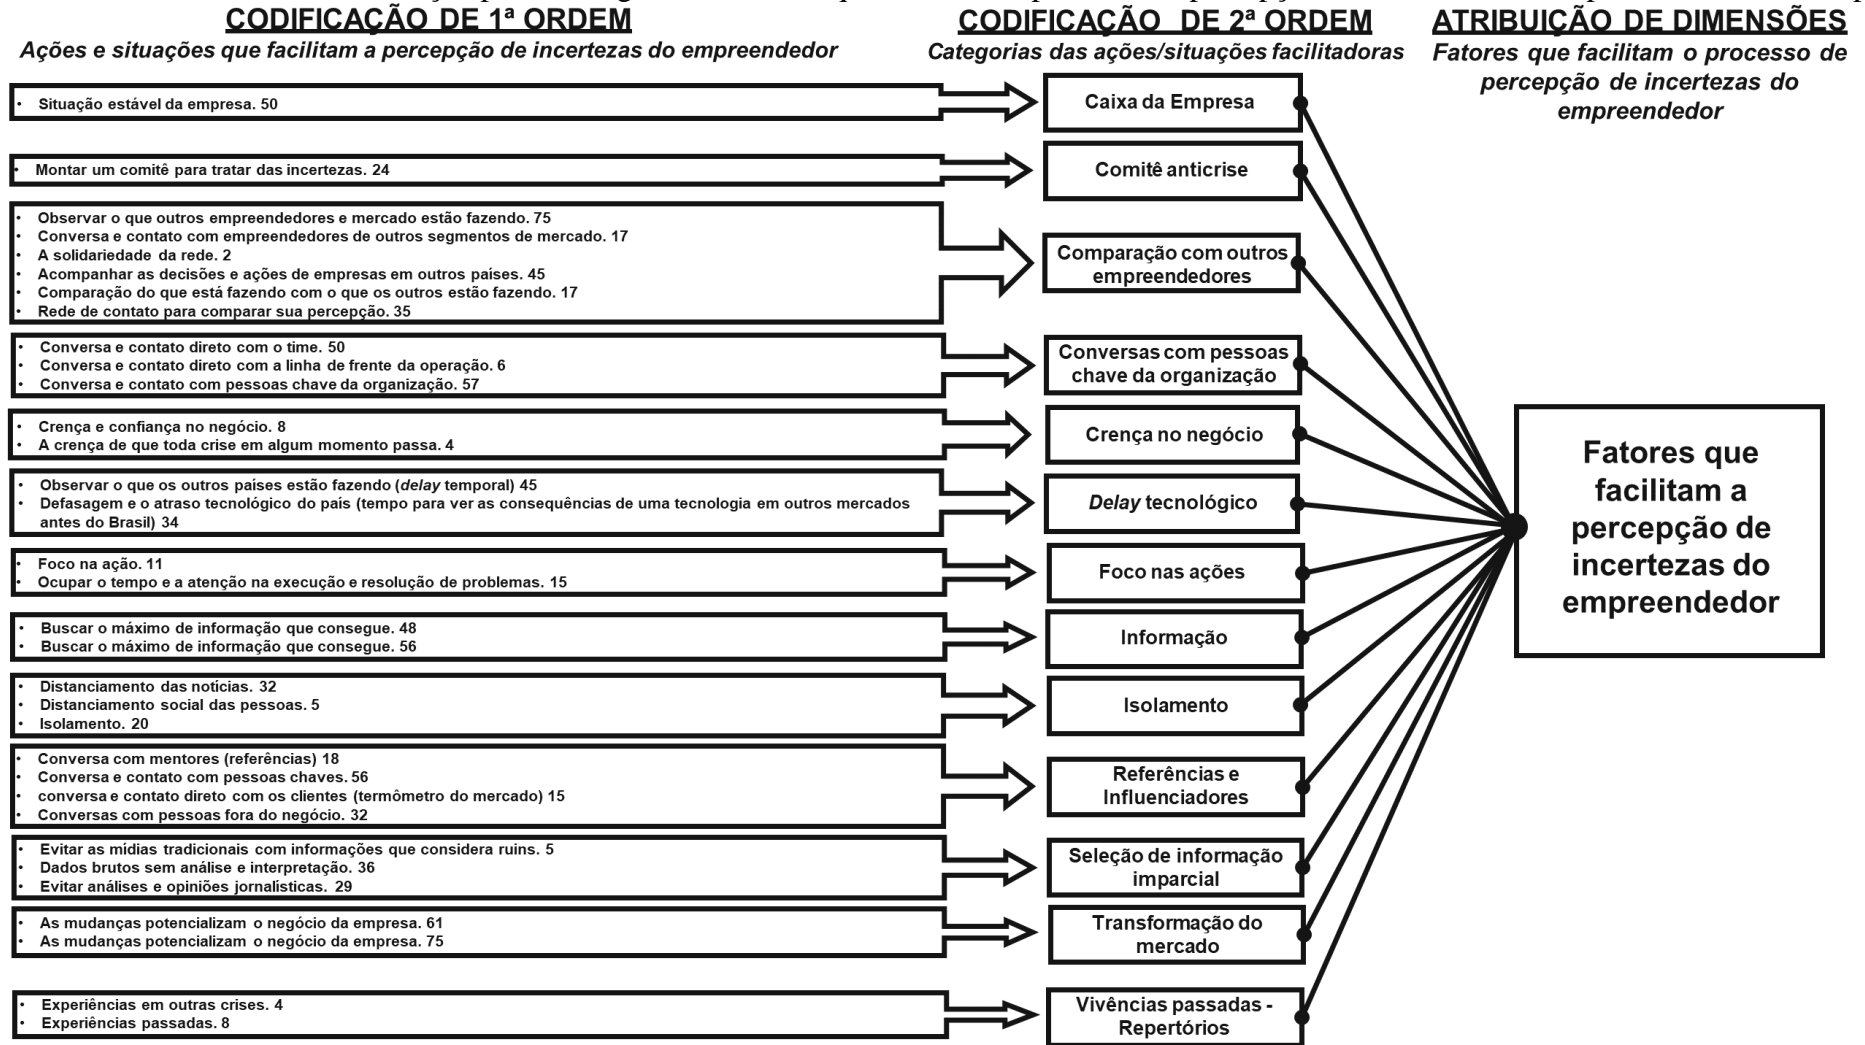 CODIFICAÇÃO DE 1ª ORDEM
Ações e situações que facilitam a percepção de incertezas do empreendedor
CODIFICAÇÃO DE 2ª ORDEM
Categorias das ações/situações facilitadoras
ATRIBUIÇÃO DE DIMENSÕES
Fatores que facilitam o processo de
percepção de incertezas do
empreendedor
• Situação estável da empresa. 50
Caixa da Empresa
• Montar um comitê para tratar das incertezas. 24
Comitê anticrise
• Observar o que outros empreendedores e mercado estão fazendo. 75
• Conversa e contato com empreendedores de outros segmentos de mercado. 17
• A solidariedade da rede. 2
• Acompanhar as decisões e ações de empresas em outros países. 45
• Comparação do que está fazendo com o que os outros estão fazendo. 17
• Rede de contato para comparar sua percepção. 35
Comparação com outros
empreendedores
• Conversa e contato direto com o time. 50
• Conversa e contato direto com a linha de frente da operação. 6
• Conversa e contato com pessoas chave da organização. 57
Conversas com pessoas
chave da organização
• Crença e confiança no negócio. 8
• A crença de que toda crise em algum momento passa. 4
Crença no negócio
• Observar o que os outros países estão fazendo (delay temporal) 45
• Defasagem e o atraso tecnológico do país (tempo para ver as consequências de uma tecnologia em outros mercados
antes do Brasil) 34
Delay tecnológico
• Foco na ação. 11
• Ocupar o tempo e a atenção na execução e resolução de problemas. 15
Foco nas ações
• Buscar o máximo de informação que consegue. 48
• Buscar o máximo de informação que consegue. 56
Informação
• Distanciamento das notícias. 32
• Distanciamento social das pessoas. 5
• Isolamento. 20
Isolamento
• Conversa com mentores (referências) 18
• Conversa e contato com pessoas chaves. 56
• conversa e contato direto com os clientes (termômetro do mercado) 15
• Conversas com pessoas fora do negócio. 32
Referências e
Influenciadores
• Evitar as mídias tradicionais com informações que considera ruins. 5
• Dados brutos sem análise e interpretação. 36
• Evitar análises e opiniões jornalísticas. 29
Seleção de informação
imparcial
• As mudanças potencializam o negócio da empresa. 61
• As mudanças potencializam o negócio da empresa. 75
Transformação do
mercado
• Experiências em outras crises. 4
• Experiências passadas. 8
Vivências passadas -
Repertórios
Fatores que
facilitam a
percepção de
incertezas do
empreendedor